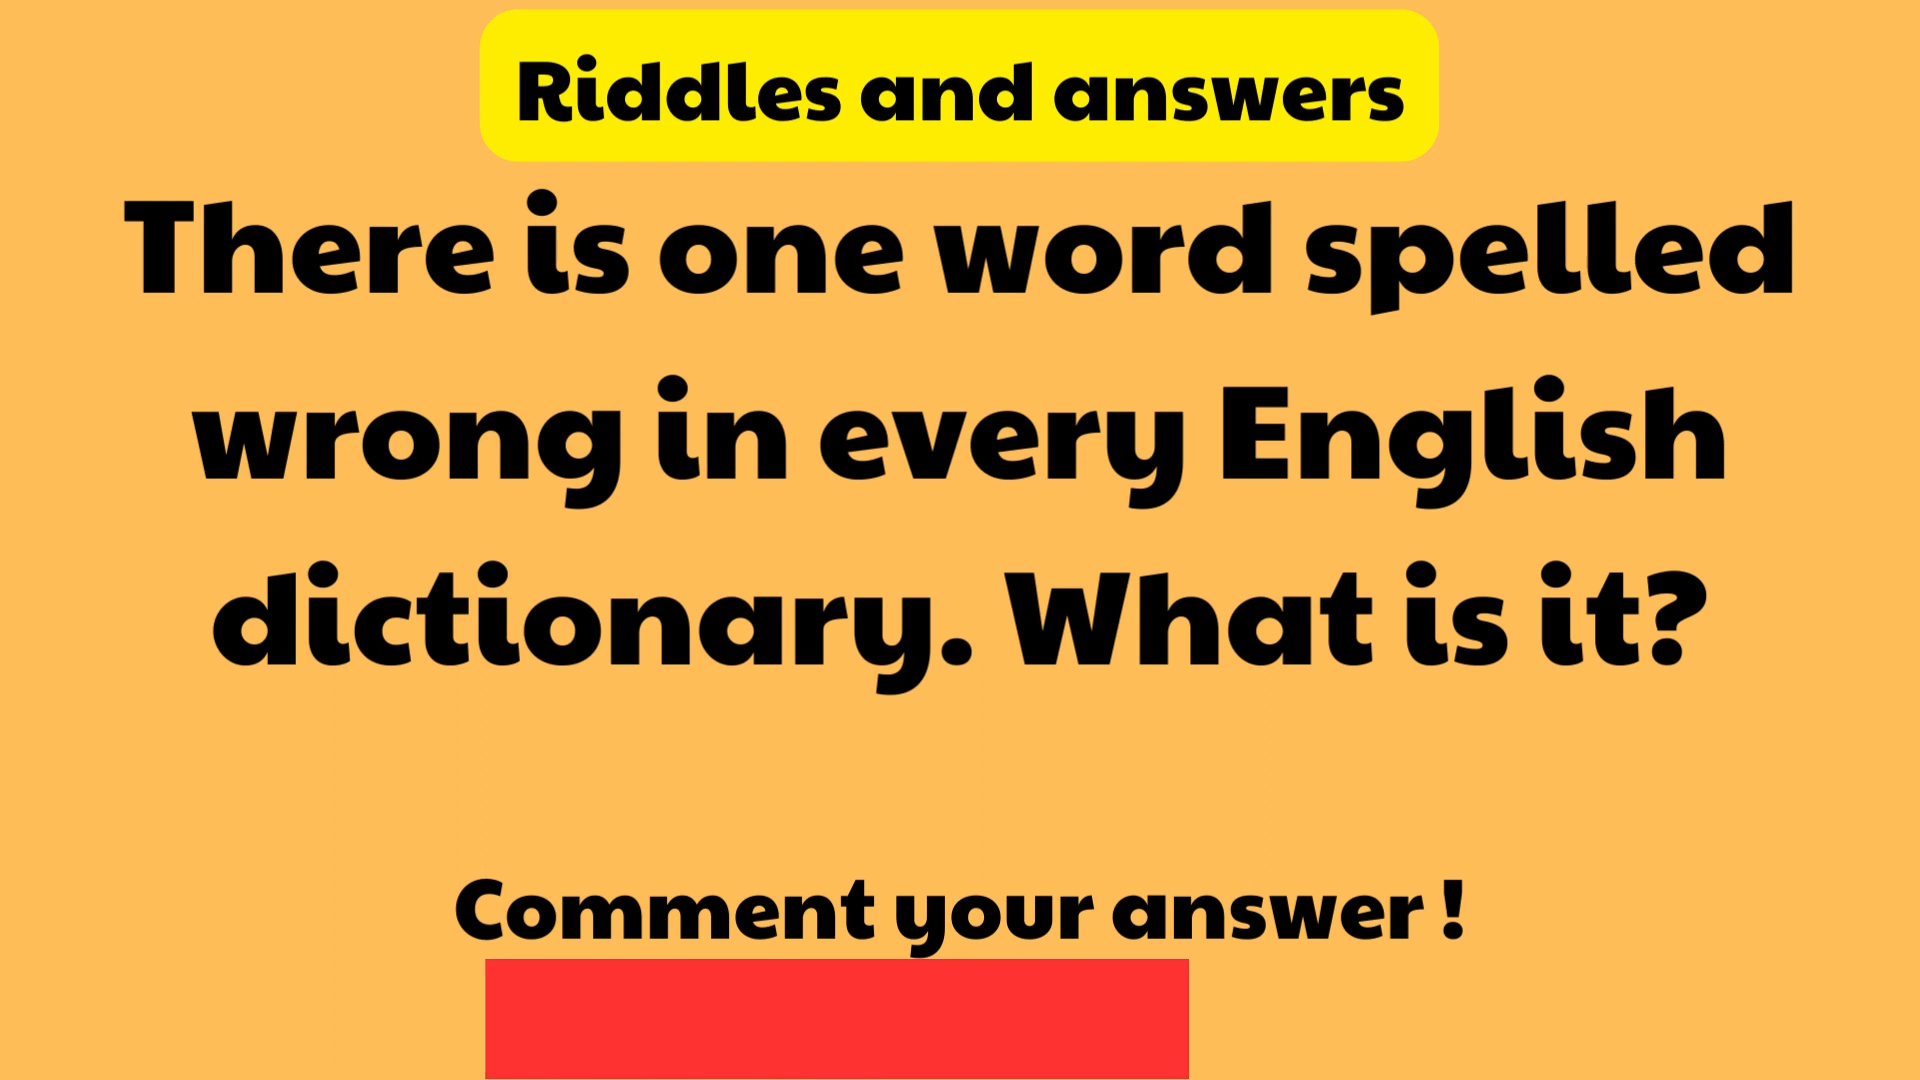 Riddles and answers
There is one word spelled
wrong in every English
dictionary. What is it?
Comment your answer !